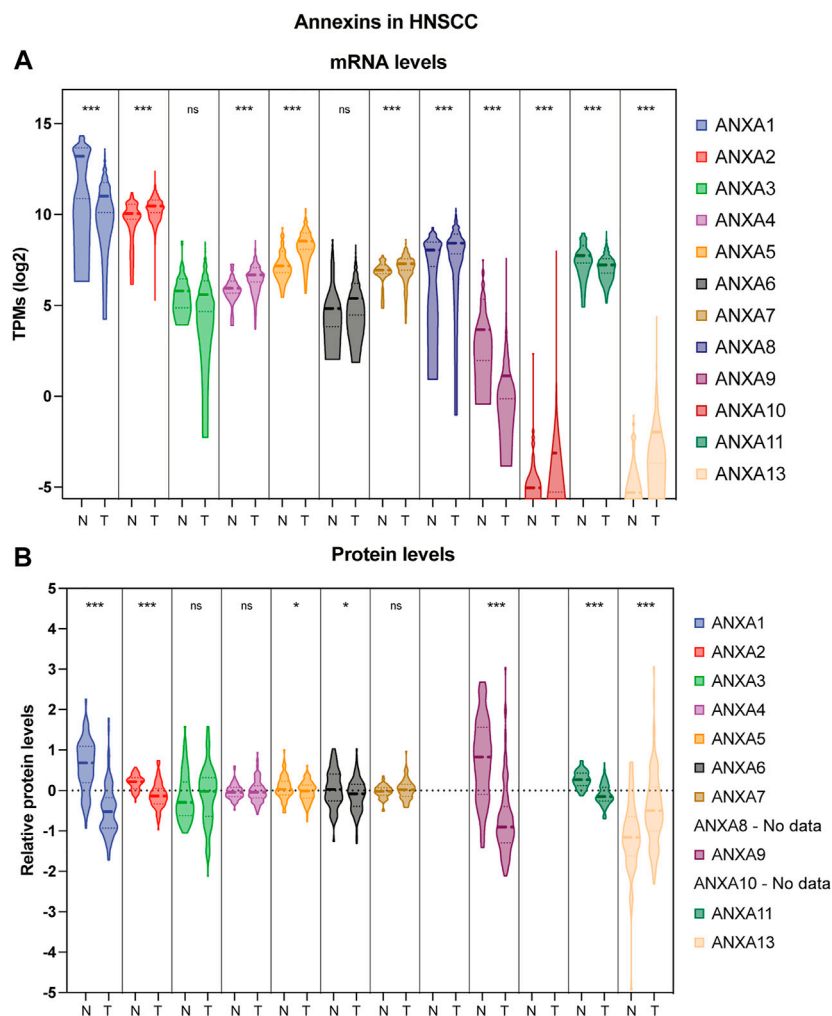 Annexins in HNSCC
A
mRNA levels
*** *** ns *** *** ns *** *** *** *** *** ***
TPMs (log2)
15
10
5
0
-5
N T N T N T N T N T N T N T N T N T N T N T N T
ANXA1
ANXA2
ANXA3
ANXA4
ANXA5
ANXA6
ANXA7
ANXA8
ANXA9
ANXA10
ANXA11
ANXA13
B
Protein levels
*** *** ns ns * * ns *** *** ***
Relative protein levels
5
4
3
2
1
0
-1
-2
-3
-4
-5
N T N T N T N T N T N T N T N T N T N T N T N T
ANXA1
ANXA2
ANXA3
ANXA4
ANXA5
ANXA6
ANXA7
ANXA8 - No data
ANXA9
ANXA10 - No data
ANXA11
ANXA13